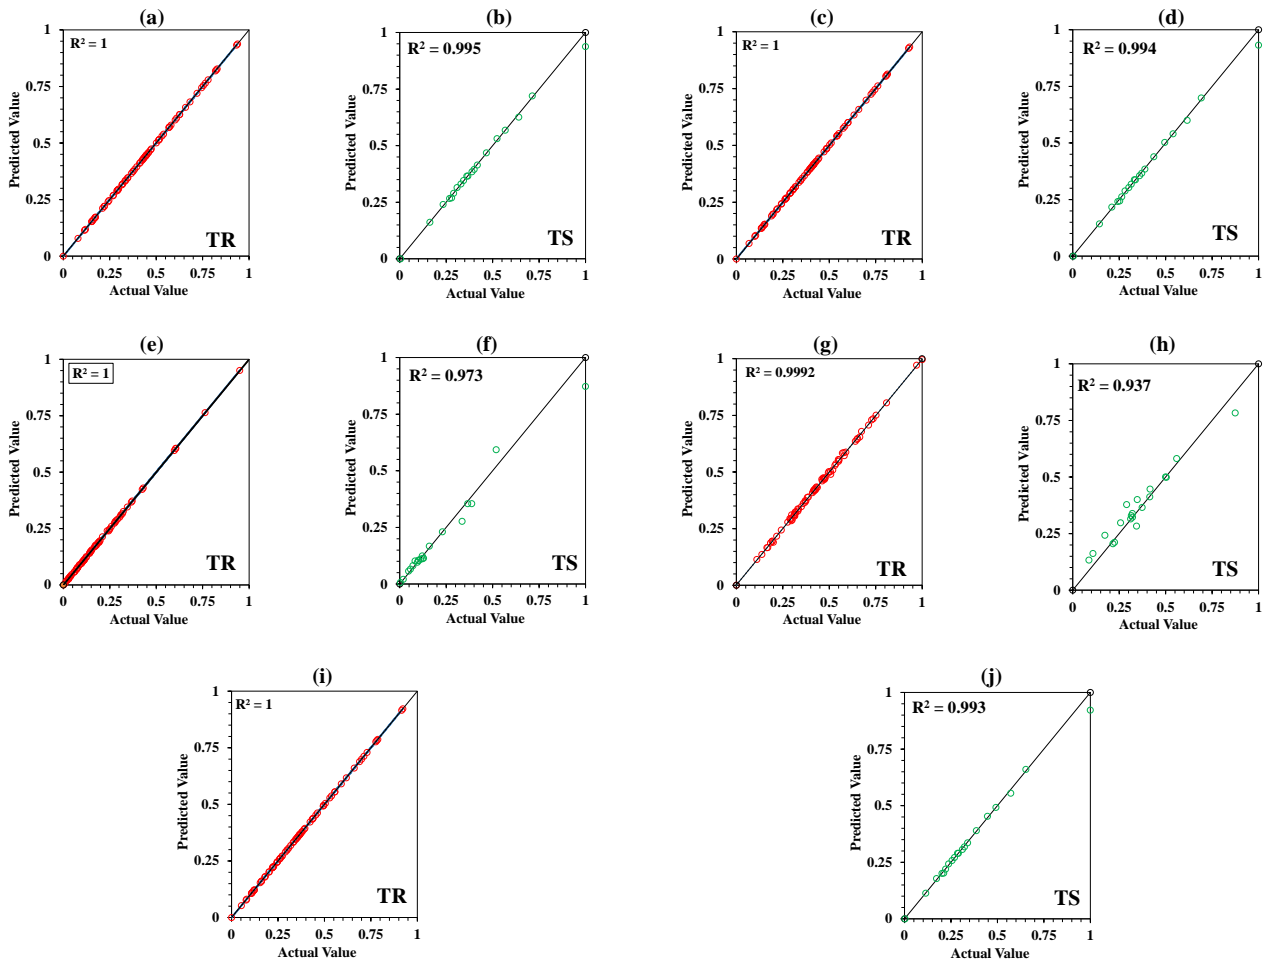 (a)
R² = 1
Predicted Value
1
0.75
0.5
0.25
0
TR
0 0.25 0.5 0.75 1
Actual Value
(b)
R² = 0.995
Predicted Value
1
0.75
0.5
0.25
0
TS
0 0.25 0.5 0.75 1
Actual Value
(c)
R² = 1
Predicted Value
1
0.75
0.5
0.25
0
TR
0 0.25 0.5 0.75 1
Actual Value
(d)
R² = 0.994
Predicted Value
1
0.75
0.5
0.25
0
TS
0 0.25 0.5 0.75 1
Actual Value
(e)
R² = 1
Predicted Value
1
0.75
0.5
0.25
0
TR
0 0.25 0.5 0.75 1
Actual Value
(f)
R² = 0.973
Predicted Value
1
0.75
0.5
0.25
0
TS
0 0.25 0.5 0.75 1
Actual Value
(g)
R² = 0.9992
Predicted Value
1
0.75
0.5
0.25
0
TR
0 0.25 0.5 0.75 1
Actual Value
(h)
R² = 0.937
Predicted Value
1
0.75
0.5
0.25
0
TS
0 0.25 0.5 0.75 1
Actual Value
(i)
R² = 1
Predicted Value
1
0.75
0.5
0.25
0
TR
0 0.25 0.5 0.75 1
Actual Value
(j)
R² = 0.993
Predicted Value
1
0.75
0.5
0.25
0
TS
0 0.25 0.5 0.75 1
Actual Value